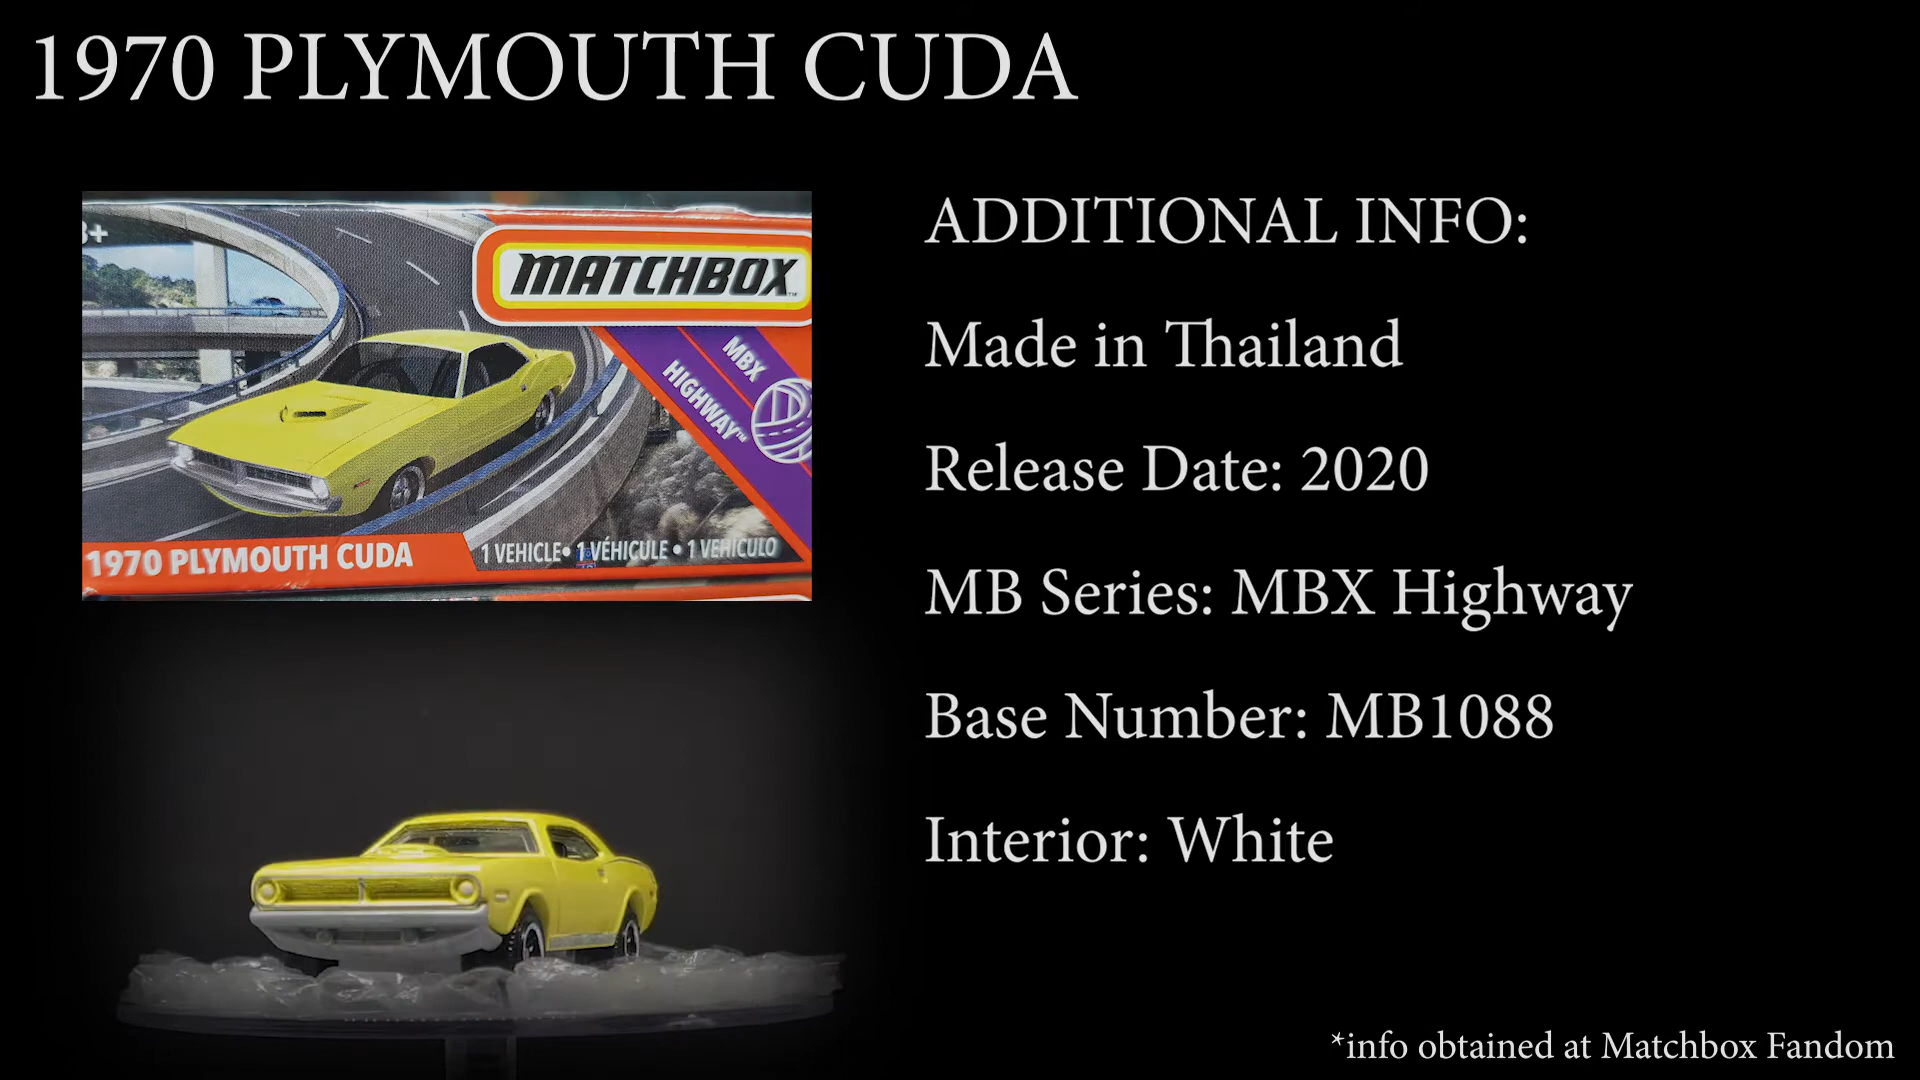 1970 PLYMOUTH CUDA
3+
MATCHBOX™
MBX
HIGHWAY™
1970 PLYMOUTH CUDA
1 VEHICLE • 1 VÉHICULE • 1 VEHÍCULO
ADDITIONAL INFO:
Made in Thailand
Release Date: 2020
MB Series: MBX Highway
Base Number: MB1088
Interior: White
*info obtained at Matchbox Fandom